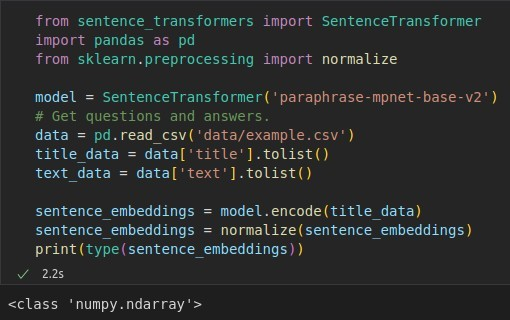 from sentence_transformers import SentenceTransformer
import pandas as pd
from sklearn.preprocessing import normalize

model = SentenceTransformer('paraphrase-mpnet-base-v2')
# Get questions and answers.
data = pd.read_csv('data/example.csv')
title_data = data['title'].tolist()
text_data = data['text'].tolist()

sentence_embeddings = model.encode(title_data)
sentence_embeddings = normalize(sentence_embeddings)
print(type(sentence_embeddings))
✓ 2.2s
<class 'numpy.ndarray'>